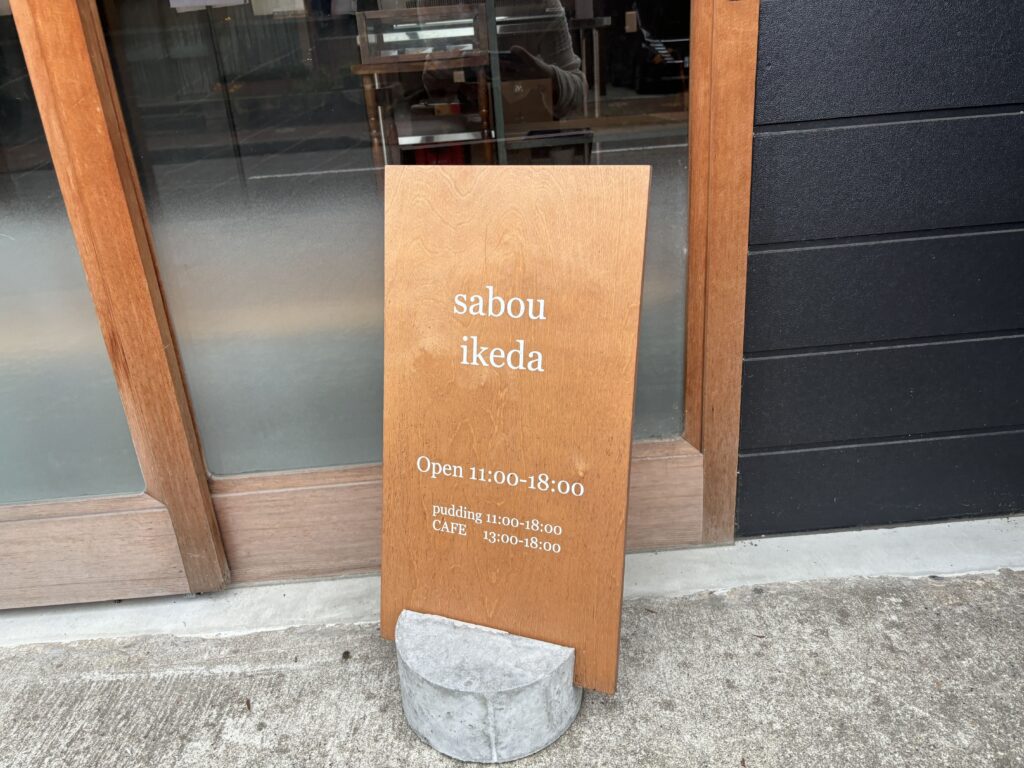 sabou
ikeda
Open 11:00-18:00
pudding 11:00-18:00
CAFE 13:00-18:00